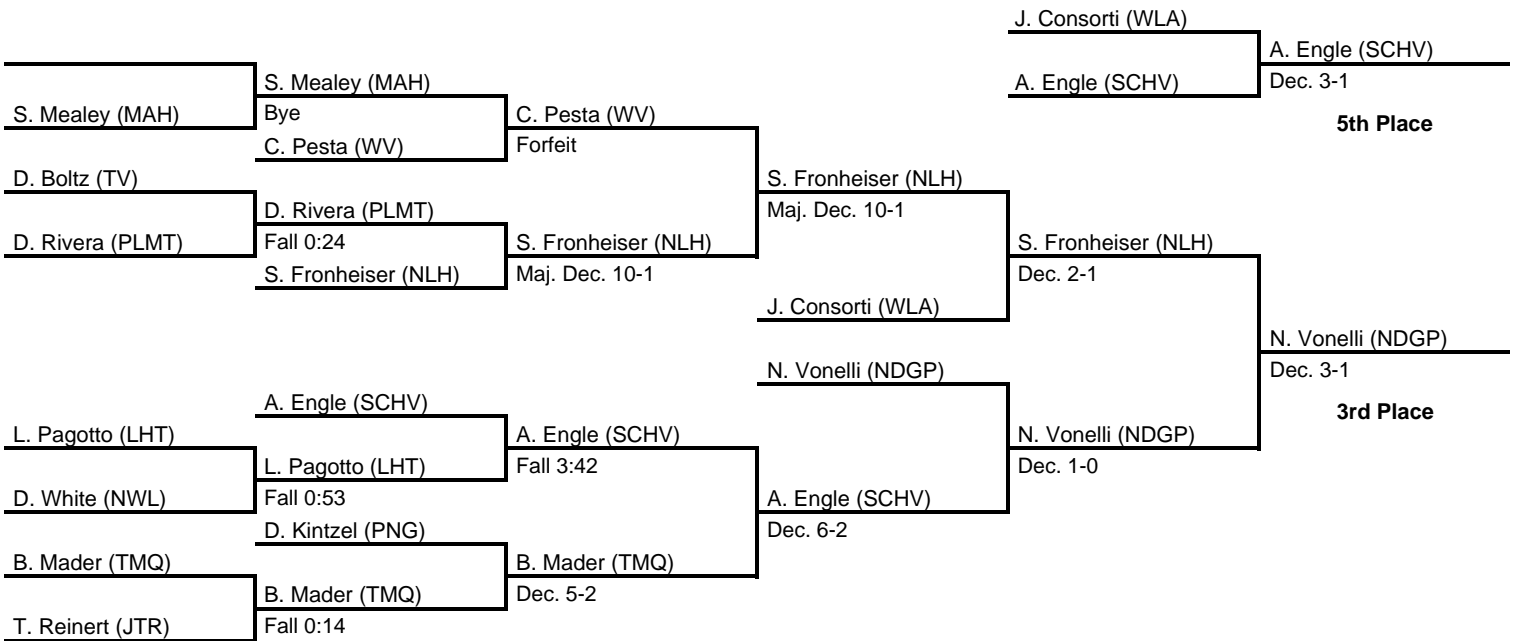 J. Consorti (WLA)
A. Engle (SCHV)
S. Mealey (MAH)
A. Engle (SCHV)
Dec. 3-1
S. Mealey (MAH)
Bye
C. Pesta (WV)
5th Place
C. Pesta (WV)
Forfeit
D. Boltz (TV)
S. Fronheiser (NLH)
D. Rivera (PLMT)
Maj. Dec. 10-1
D. Rivera (PLMT)
Fall 0:24
S. Fronheiser (NLH)
S. Fronheiser (NLH)
S. Fronheiser (NLH)
Maj. Dec. 10-1
Dec. 2-1
J. Consorti (WLA)
N. Vonelli (NDGP)
N. Vonelli (NDGP)
Dec. 3-1
A. Engle (SCHV)
3rd Place
L. Pagotto (LHT)
A. Engle (SCHV)
N. Vonelli (NDGP)
L. Pagotto (LHT)
Fall 3:42
Dec. 1-0
D. White (NWL)
Fall 0:53
A. Engle (SCHV)
D. Kintzel (PNG)
Dec. 6-2
B. Mader (TMQ)
B. Mader (TMQ)
B. Mader (TMQ)
Dec. 5-2
T. Reinert (JTR)
Fall 0:14